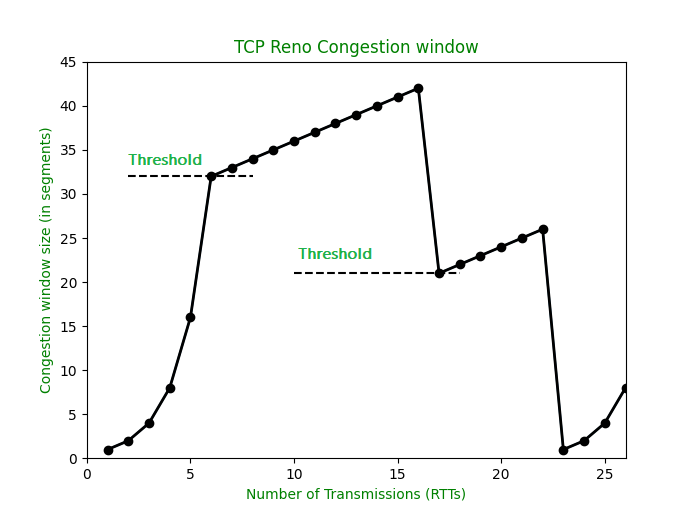 TCP Reno Congestion window
45
40
35
30
25
20
15
10
5
0
Congestion window size (in segments)
Threshold
Threshold
0 5 10 15 20 25
Number of Transmissions (RTTs)